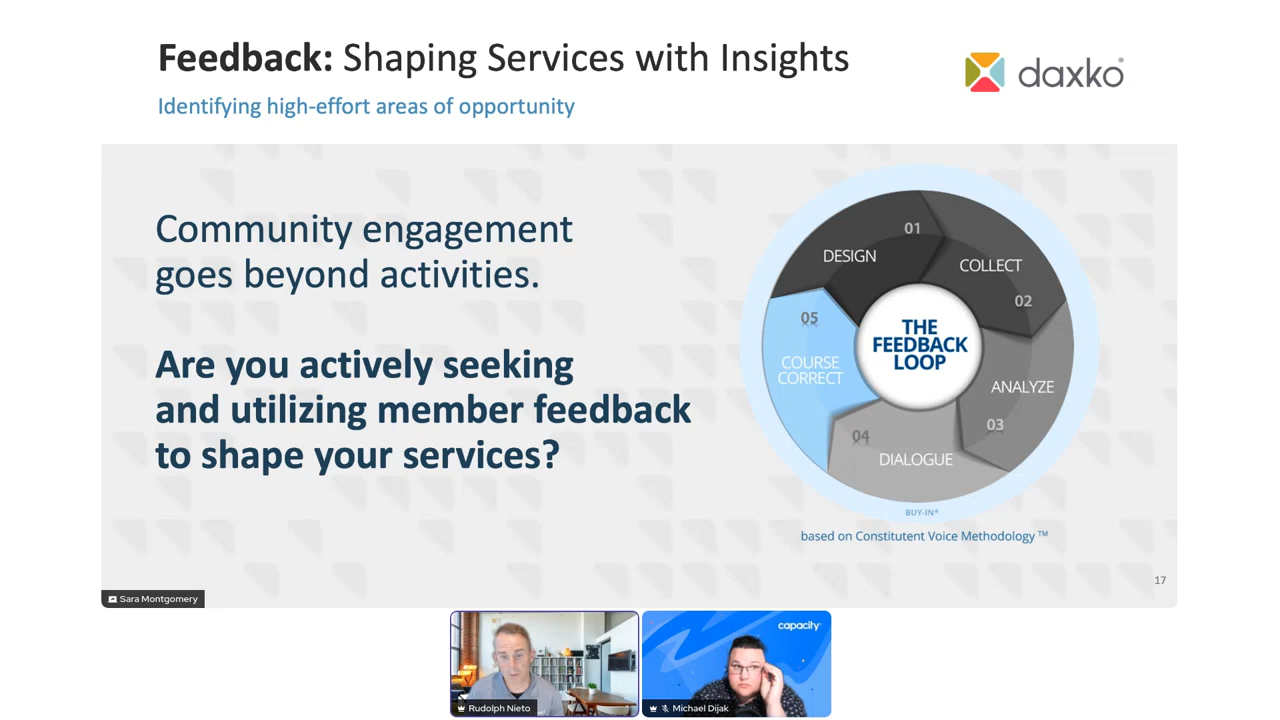 Feedback: Shaping Services with Insights
Identifying high-effort areas of opportunity
daxko®
Community engagement
goes beyond activities.
Are you actively seeking
and utilizing member feedback
to shape your services?
01
DESIGN
COLLECT
02
ANALYZE
03
04
DIALOGUE
05
COURSE
CORRECT
THE
FEEDBACK
LOOP
BUY-IN*
based on Constitutent Voice Methodology ™
17
Sara Montgomery
Rudolph Nieto
capacity
Michael Dijak